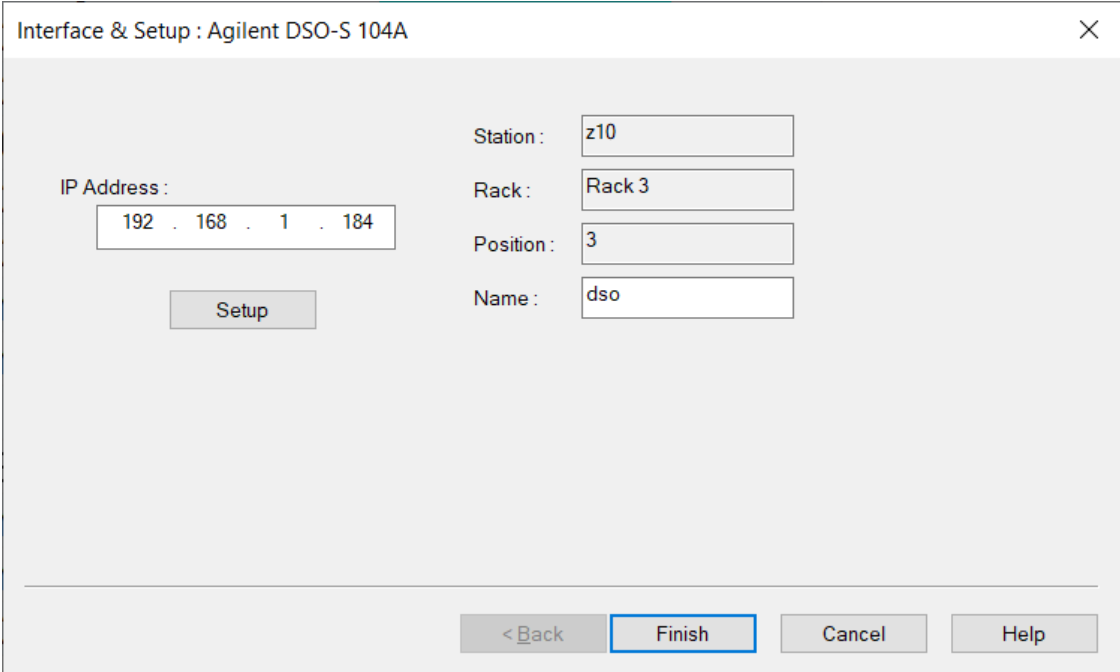 Interface & Setup : Agilent DSO-S 104A
IP Address :
192 . 168 . 1 . 184
Setup
Station : z10
Rack : Rack 3
Position : 3
Name : dso
< Back
Finish
Cancel
Help